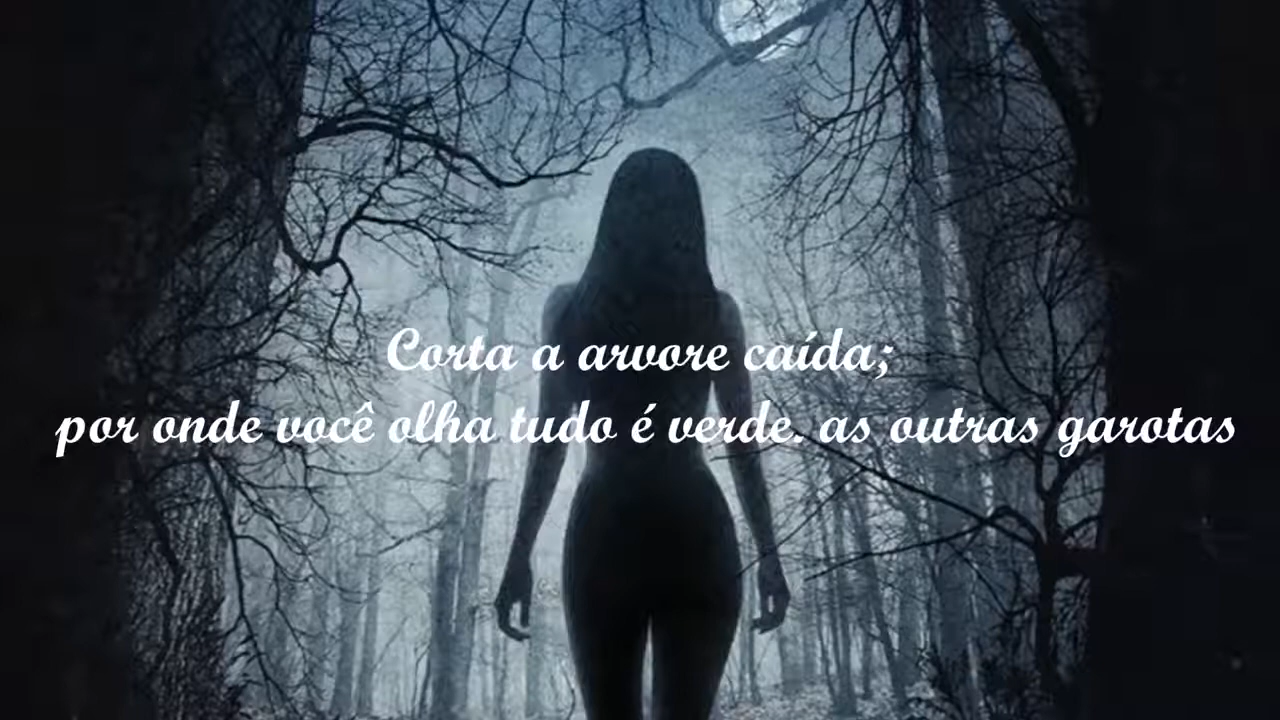 Corta a arvore caída;
por onde você olha tudo é verde. as outras garotas